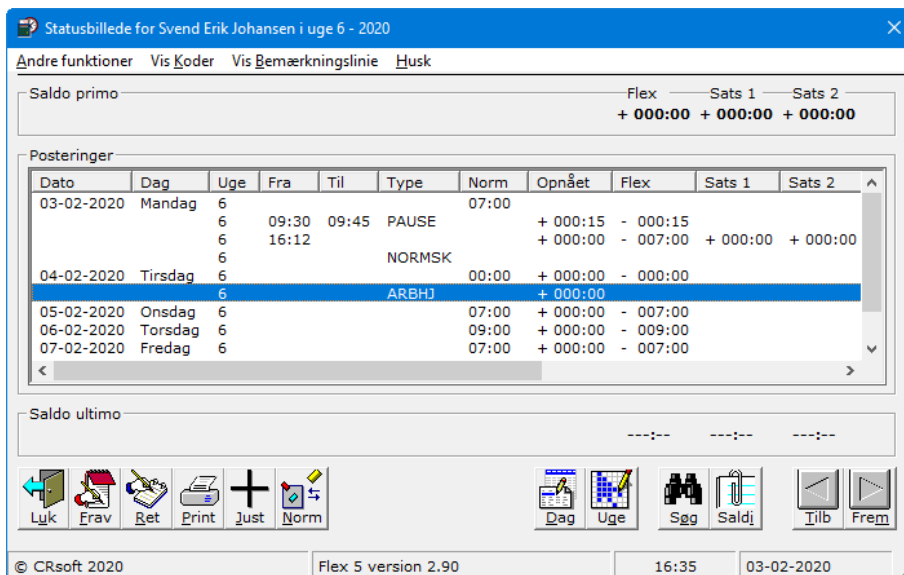 Statusbillede for Svend Erik Johansen i uge 6 - 2020
Andre funktioner Vis Koder Vis Bemærkningslinie Husk
Saldo primo Flex Sats 1 Sats 2
+ 000:00 + 000:00 + 000:00
Posteringer
Dato Dag Uge Fra Til Type Norm Opnået Flex Sats 1 Sats 2
03-02-2020 Mandag 6 07:00
6 09:30 09:45 PAUSE + 000:15 - 000:15
6 16:12 + 000:00 - 007:00 + 000:00 + 000:00
6 NORMSK
04-02-2020 Tirsdag 6 00:00 + 000:00 - 000:00
6 ARBHJ + 000:00
05-02-2020 Onsdag 6 07:00 + 000:00 - 007:00
06-02-2020 Torsdag 6 09:00 + 000:00 - 009:00
07-02-2020 Fredag 6 07:00 + 000:00 - 007:00
Saldo ultimo
---:-- ---:-- ---:--
Luk Frav Ret Print Just Norm Dag Uge Søg Saldi Tilb Frem
© CRsoft 2020 Flex 5 version 2.90 16:35 03-02-2020